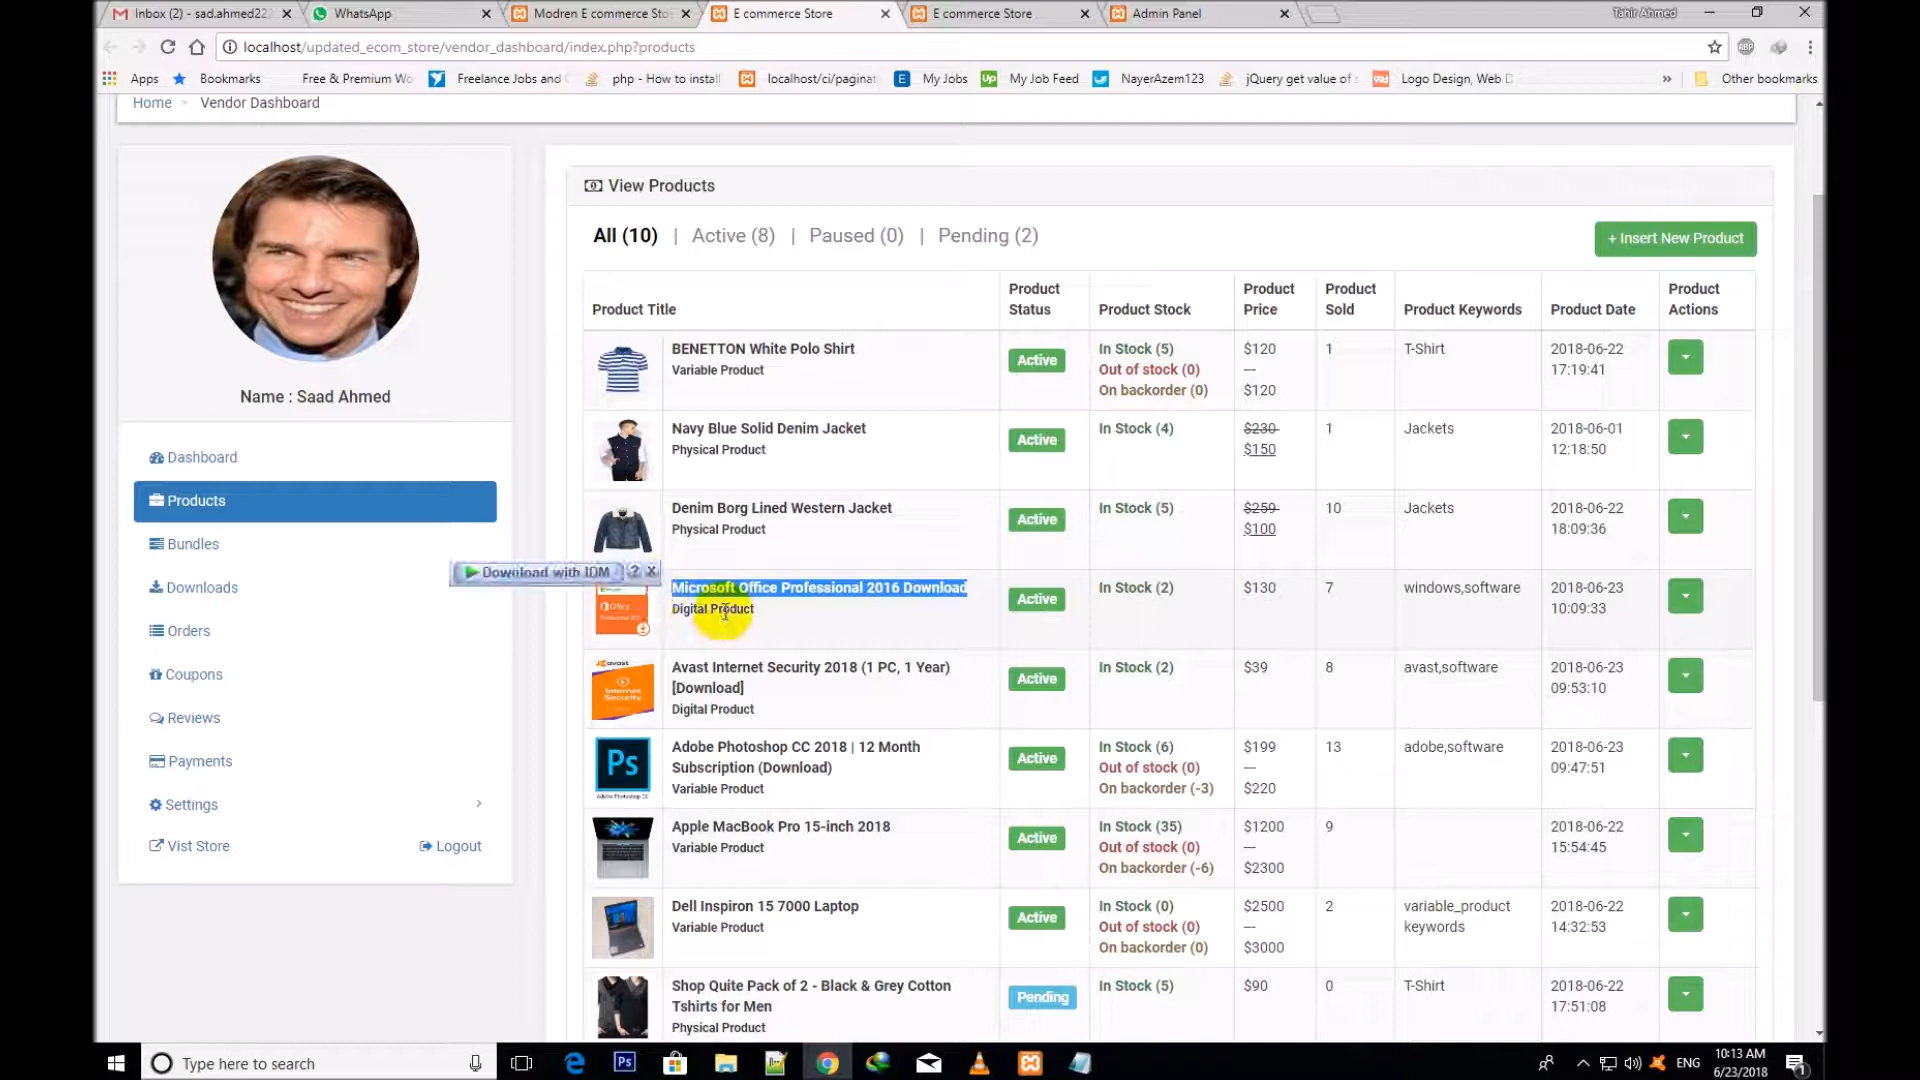 Inbox (2) - sad.ahmed22
WhatsApp
Modren E commerce Sto
E commerce Store
E commerce Store
Admin Panel
Tahir Ahmed
localhost/updated_ecom_store/vendor_dashboard/index.php?products
ABP
Apps
Bookmarks
Free & Premium Wo
Freelance Jobs and
php - How to install
localhost/ci/paginat
E
My Jobs
Up
My Job Feed
NayerAzem123
jQuery get value of
Logo Design, Web D
»
Other bookmarks
Home
Vendor Dashboard
Name : Saad Ahmed
Dashboard
Products
Bundles
Downloads
Orders
Coupons
Reviews
Payments
Settings
Vist Store
Logout
View Products
All (10) | Active (8) | Paused (0) | Pending (2)
+ Insert New Product
Product Title
Product Status
Product Stock
Product Price
Product Sold
Product Keywords
Product Date
Product Actions
BENETTON White Polo Shirt
Variable Product
Active
In Stock (5)
Out of stock (0)
On backorder (0)
$120
---
$120
1
T-Shirt
2018-06-22
17:19:41
Navy Blue Solid Denim Jacket
Physical Product
Active
In Stock (4)
$230
$150
1
Jackets
2018-06-01
12:18:50
Denim Borg Lined Western Jacket
Physical Product
Active
In Stock (5)
$259
$100
10
Jackets
2018-06-22
18:09:36
Download with IDM
?
Microsoft Office Professional 2016 Download
Digital Product
Office
Active
In Stock (2)
$130
7
windows,software
2018-06-23
10:09:33
avast
Internet
Security
Avast Internet Security 2018 (1 PC, 1 Year)
[Download]
Digital Product
Active
In Stock (2)
$39
8
avast,software
2018-06-23
09:53:10
Ps
Adobe Photoshop CC
Adobe Photoshop CC 2018 | 12 Month
Subscription (Download)
Variable Product
Active
In Stock (6)
Out of stock (0)
On backorder (-3)
$199
---
$220
13
adobe,software
2018-06-23
09:47:51
Apple MacBook Pro 15-inch 2018
Variable Product
Active
In Stock (35)
Out of stock (0)
On backorder (-6)
$1200
---
$2300
9
2018-06-22
15:54:45
Dell Inspiron 15 7000 Laptop
Variable Product
Active
In Stock (0)
Out of stock (0)
On backorder (0)
$2500
---
$3000
2
variable_product
keywords
2018-06-22
14:32:53
Shop Quite Pack of 2 - Black & Grey Cotton
Tshirts for Men
Physical Product
Pending
In Stock (5)
$90
0
T-Shirt
2018-06-22
17:51:08
Type here to search
Ps
ENG
10:13 AM
6/23/2018
1